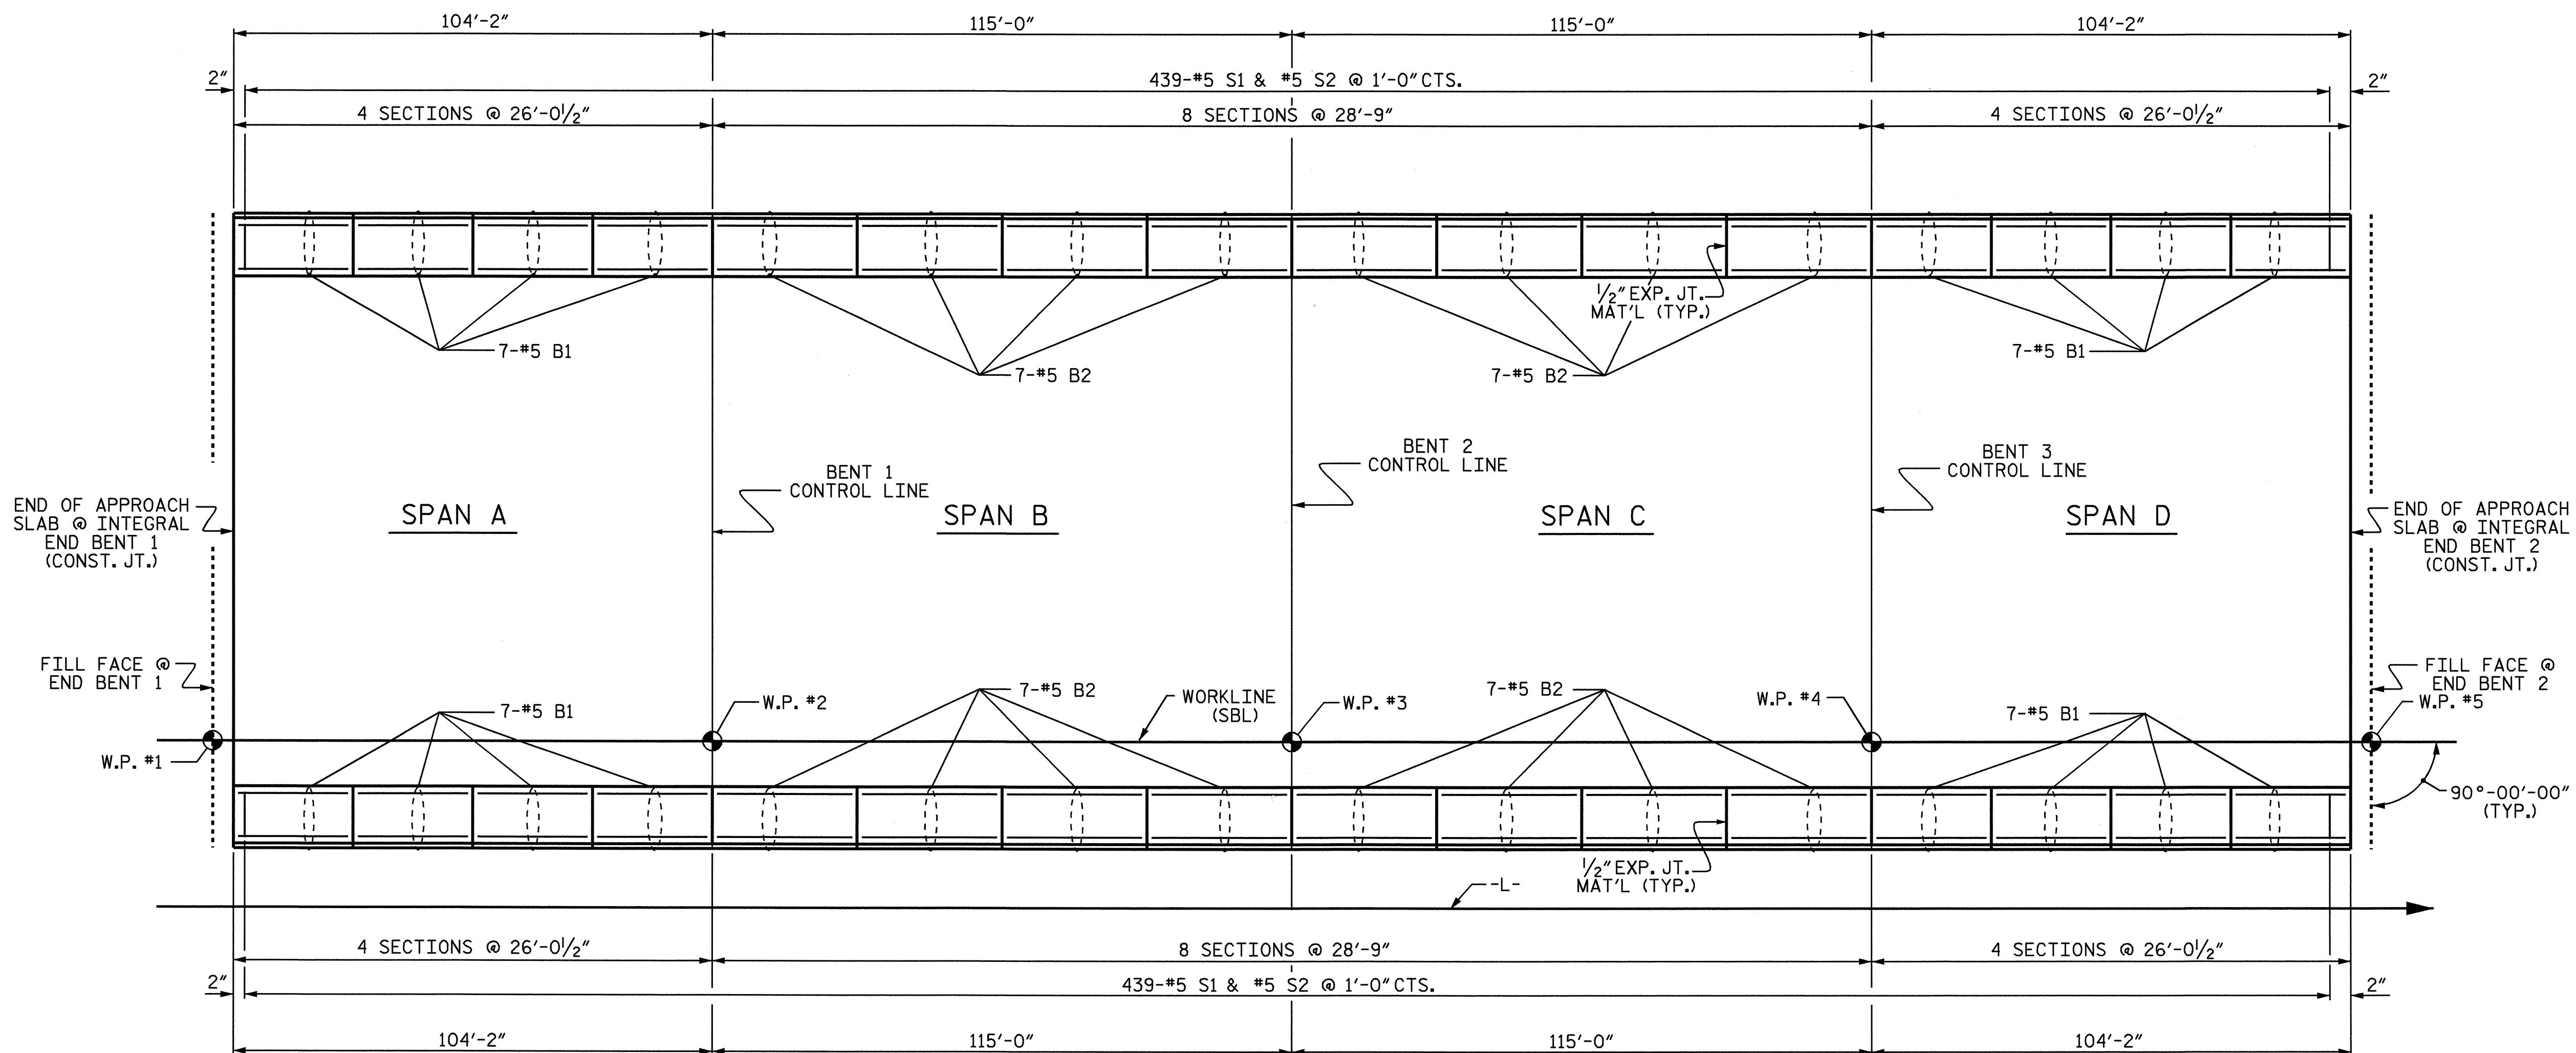 104'-2" 115'-0" 115'-0" 104'-2"
2" 439-#5 S1 & #5 S2 @ 1'-0" CTS. 2"
4 SECTIONS @ 26'-0½" 8 SECTIONS @ 28'-9" 4 SECTIONS @ 26'-0½"
½" EXP. JT.
MAT'L (TYP.)
7-#5 B1 7-#5 B2 7-#5 B2 7-#5 B1
BENT 1
CONTROL LINE
BENT 2
CONTROL LINE
BENT 3
CONTROL LINE
END OF APPROACH
SLAB @ INTEGRAL
END BENT 1
(CONST. JT.)
SPAN A SPAN B SPAN C SPAN D
END OF APPROACH
SLAB @ INTEGRAL
END BENT 2
(CONST. JT.)
FILL FACE @
END BENT 1
FILL FACE @
END BENT 2
7-#5 B1 7-#5 B2 7-#5 B2 7-#5 B1
WORKLINE
(SBL)
W.P. #1 W.P. #2 W.P. #3 W.P. #4 W.P. #5
90°-00'-00"
(TYP.)
½" EXP. JT.
MAT'L (TYP.)
-L-
4 SECTIONS @ 26'-0½" 8 SECTIONS @ 28'-9" 4 SECTIONS @ 26'-0½"
2" 439-#5 S1 & #5 S2 @ 1'-0" CTS. 2"
104'-2" 115'-0" 115'-0" 104'-2"